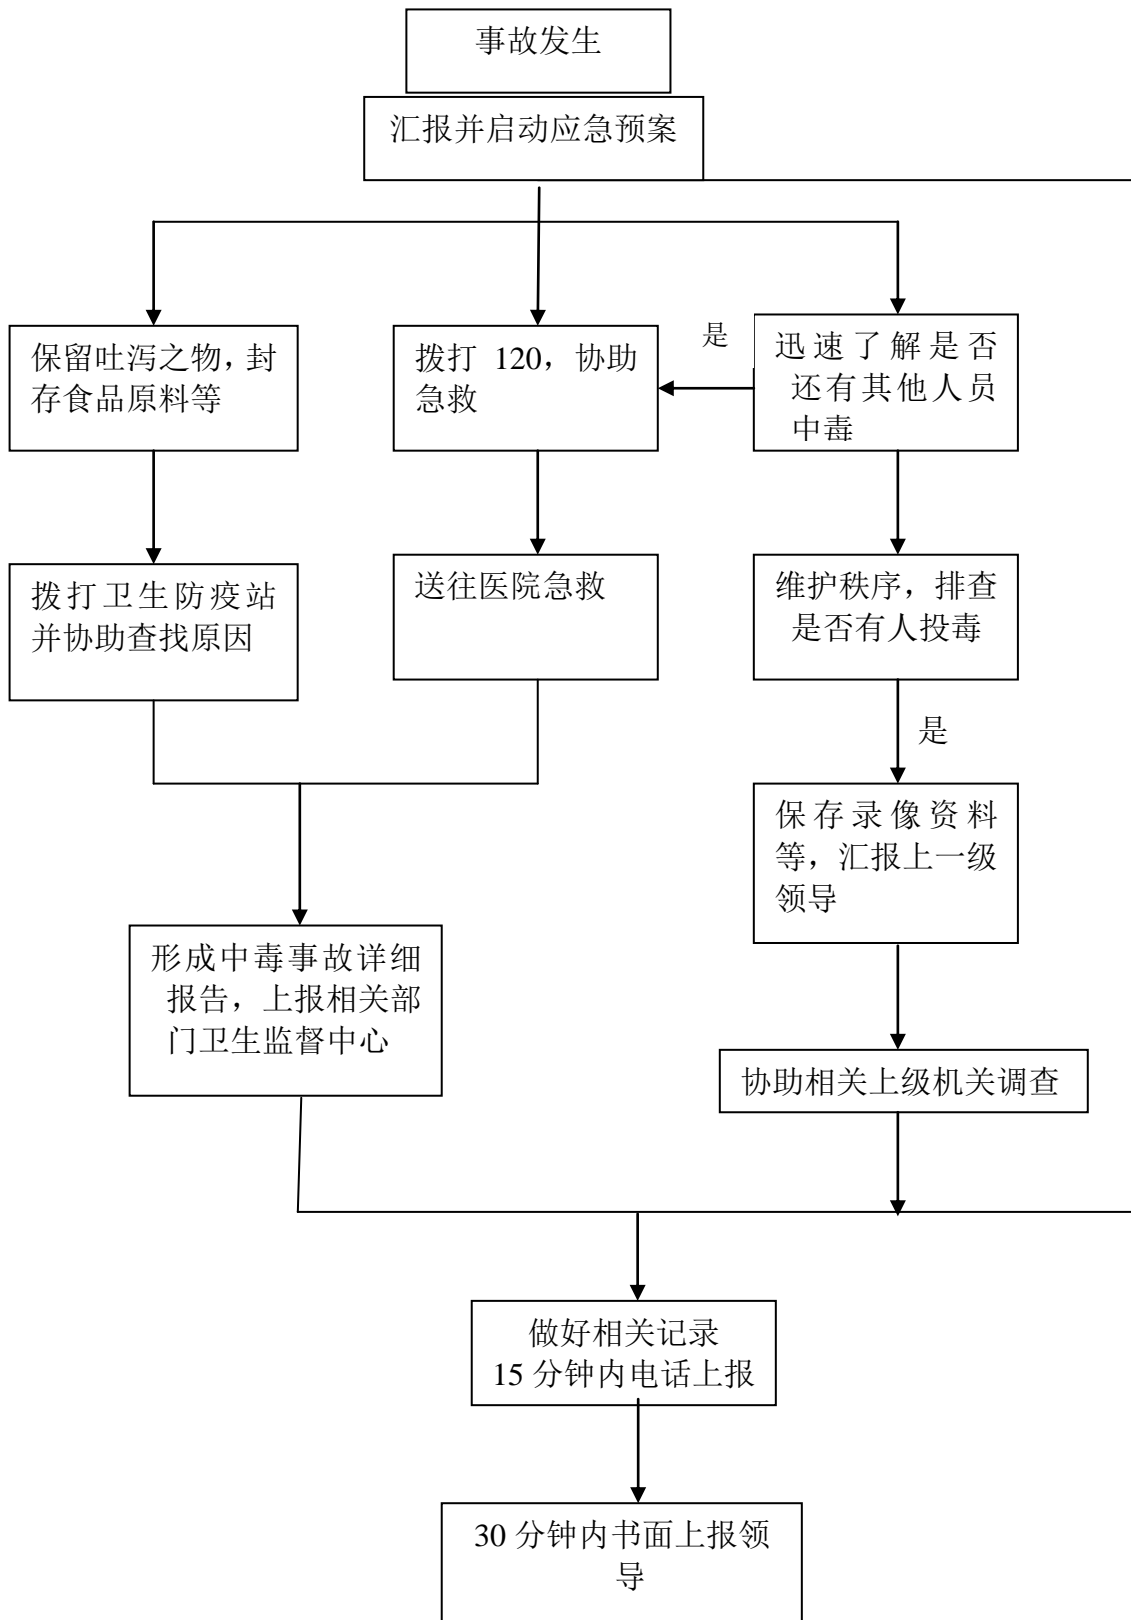 事故发生
汇报并启动应急预案
保留吐泻之物，封
存食品原料等
拨打 120，协助
急救
是
迅速了解是否
还有其他人员
中毒
拨打卫生防疫站
并协助查找原因
送往医院急救
维护秩序，排查
是否有人投毒
是
保存录像资料
等，汇报上一级
领导
形成中毒事故详细
报告，上报相关部
门卫生监督中心
协助相关上级机关调查
做好相关记录
15 分钟内电话上报
30 分钟内书面上报领
导